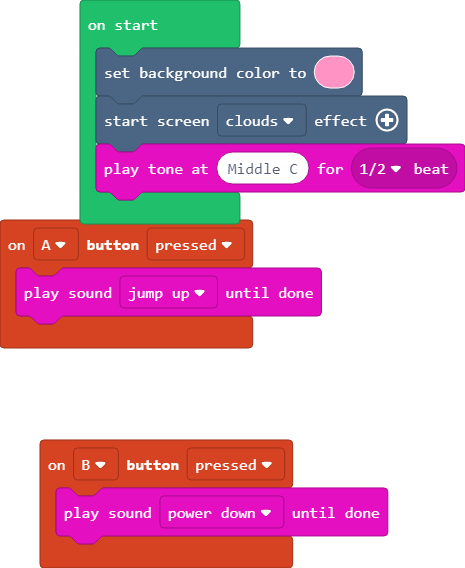 on start
set background color to
start screen clouds effect
play tone at Middle C for 1/2 beat
on A button pressed
play sound jump up until done
on B button pressed
play sound power down until done